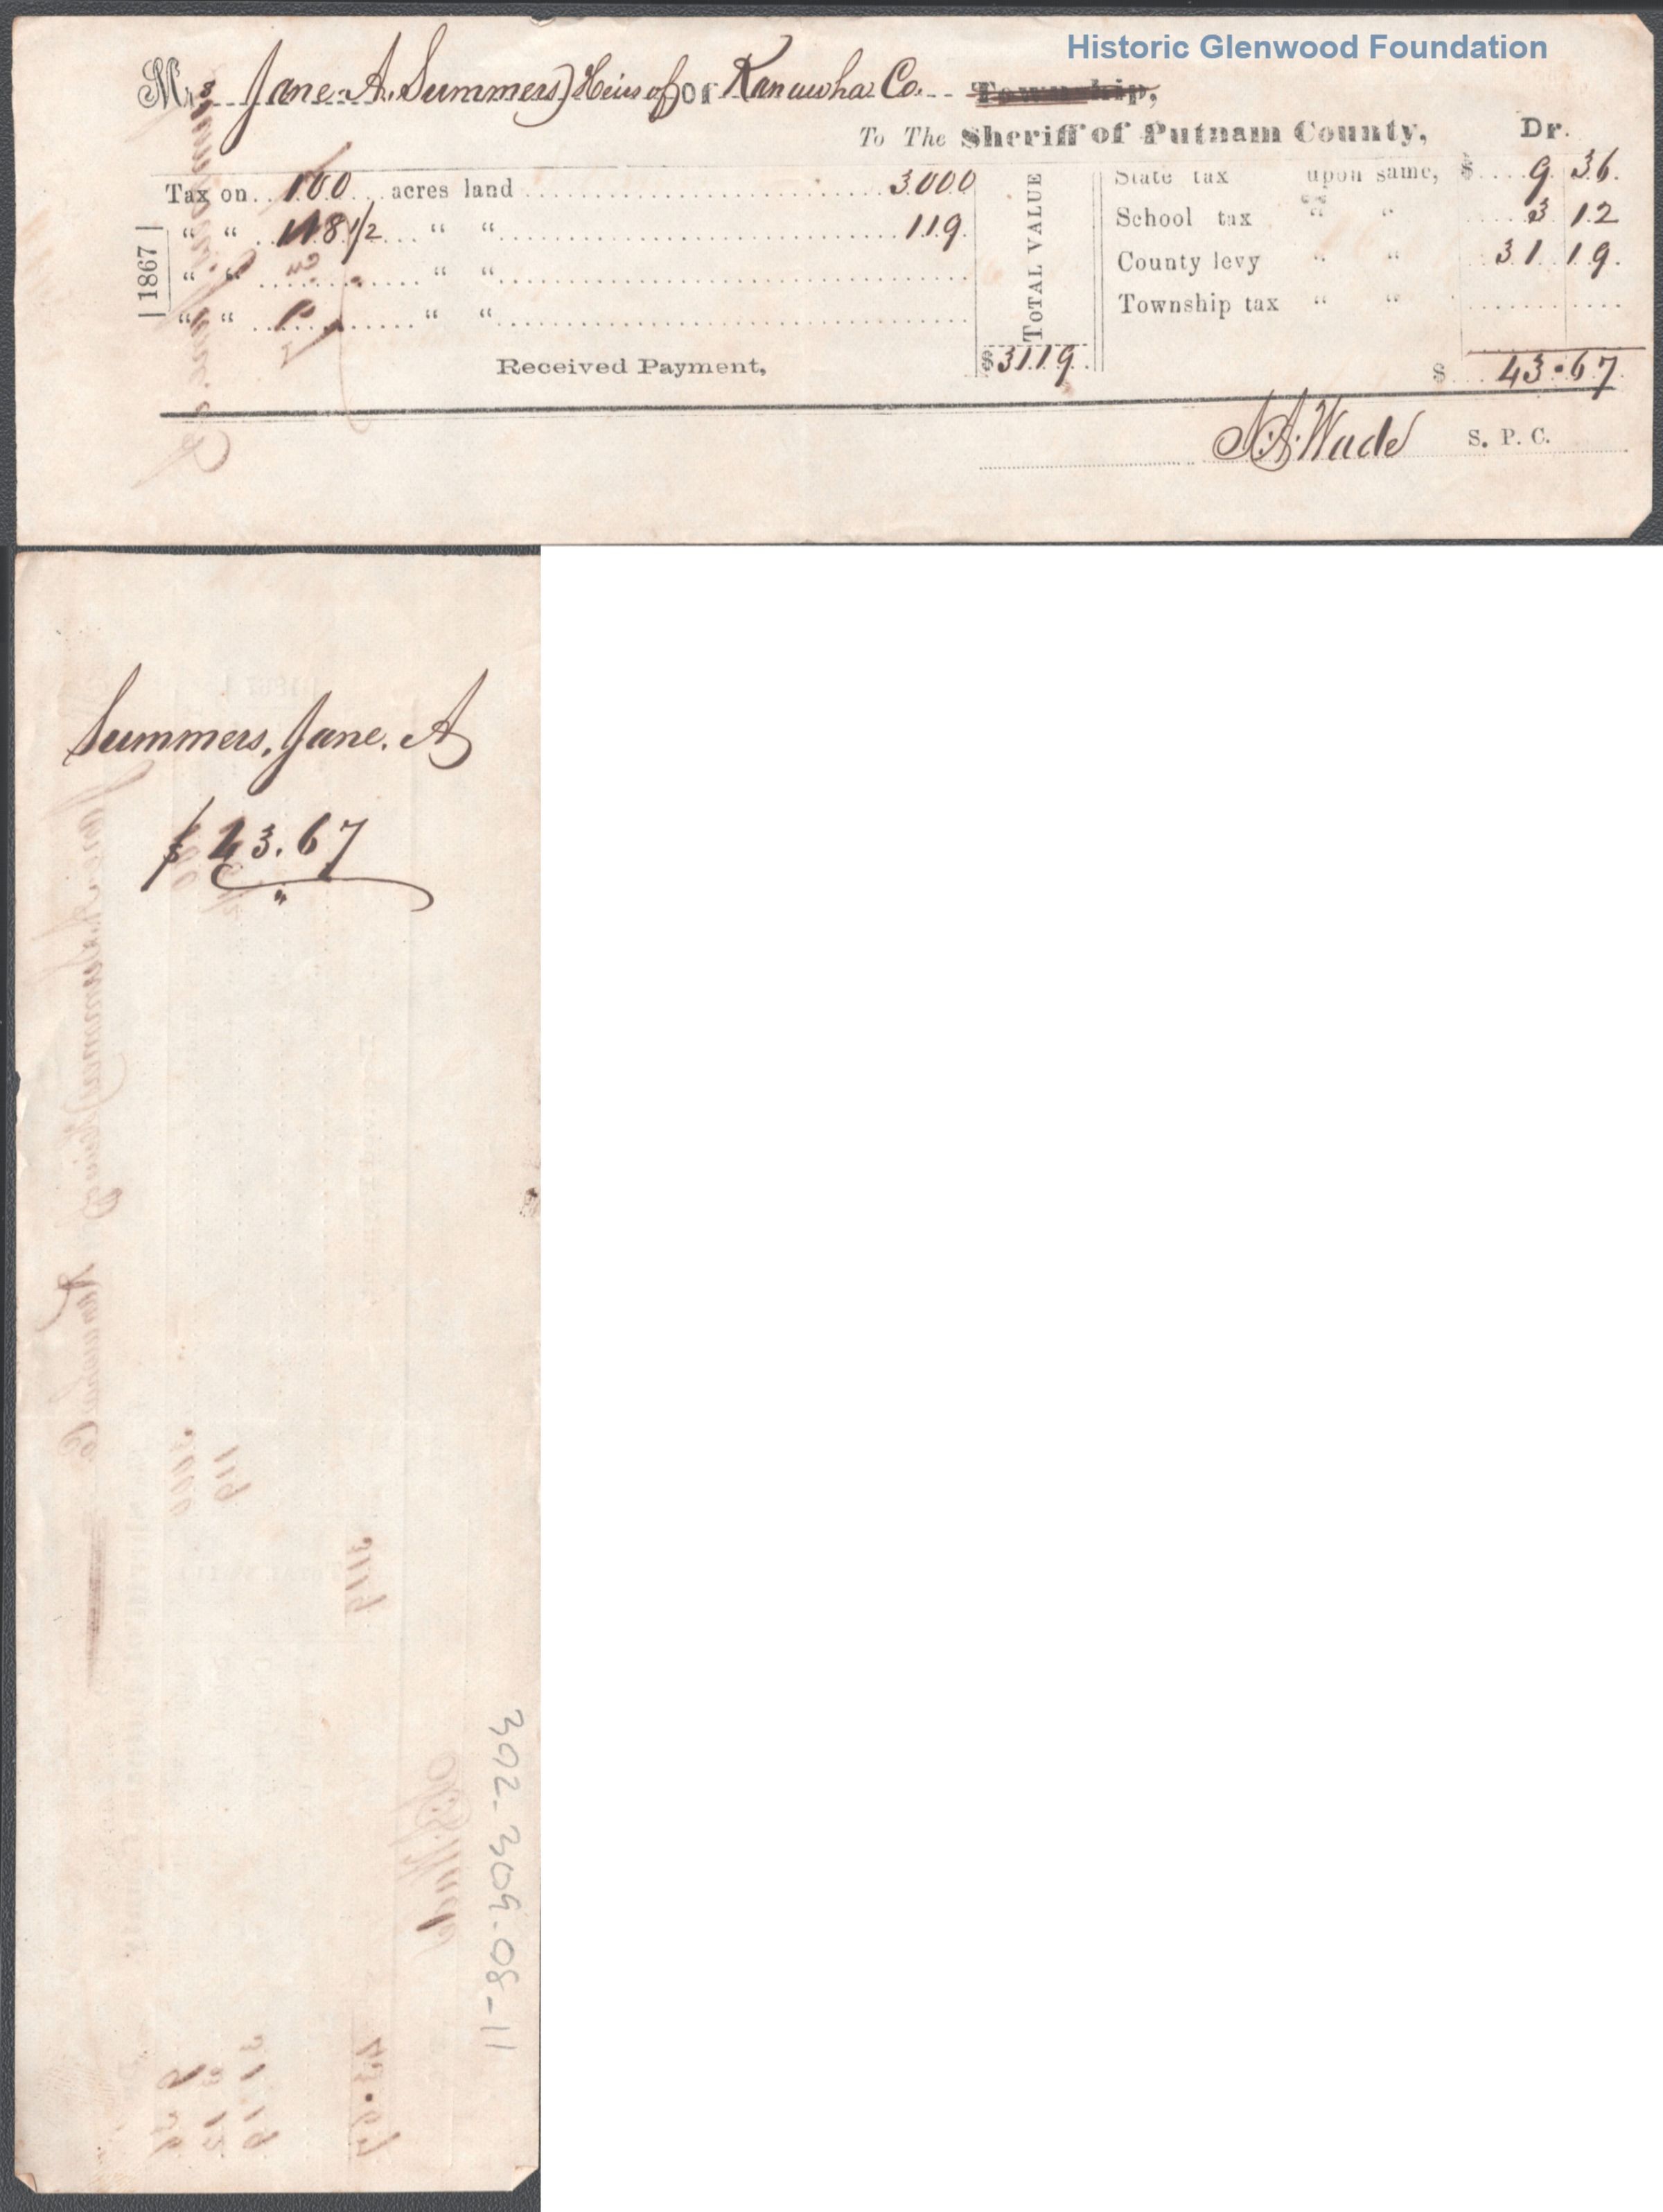 Historic Glenwood Foundation
Mrs Jane A. Summers) Heirs of) of Kanawha Co. Township,
To The Sheriff of Putnam County, Dr.
1867
Tax on 100 acres land 3000
" " 118 1/2 " " 119
" " " "
" " " "
TOTAL VALUE
$3119
State tax upon same, $ 9 36
School tax " " 3 12
County levy " " 31 19
Township tax " "
$ 43.67
Received Payment,
Wade S. P. C.
Summers, Jane. A
$ 43.67
302-309-08-11